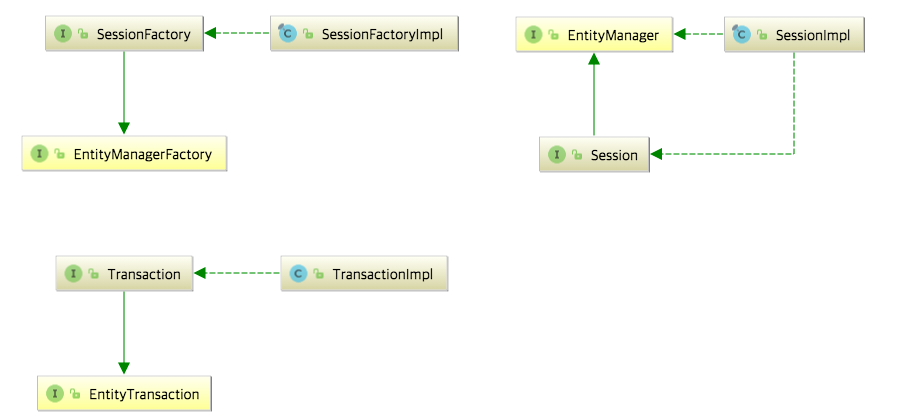 I SessionFactory
C SessionFactoryImpl
I EntityManager
C SessionImpl
I EntityManagerFactory
I Session
I Transaction
C TransactionImpl
I EntityTransaction